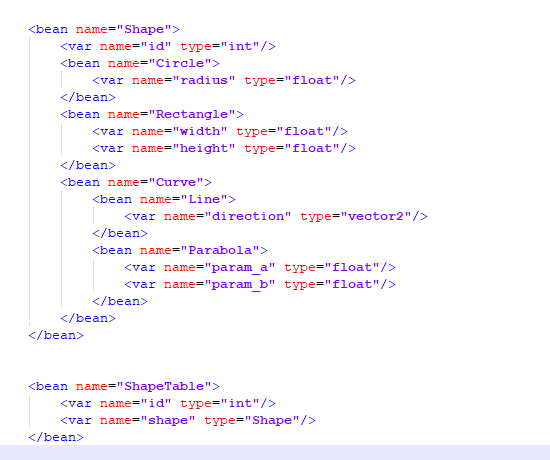 <bean name="Shape">
    <var name="id" type="int"/>
    <bean name="Circle">
        <var name="radius" type="float"/>
    </bean>
    <bean name="Rectangle">
        <var name="width" type="float"/>
        <var name="height" type="float"/>
    </bean>
    <bean name="Curve">
        <bean name="Line">
            <var name="direction" type="vector2"/>
        </bean>
        <bean name="Parabola">
            <var name="param_a" type="float"/>
            <var name="param_b" type="float"/>
        </bean>
    </bean>
</bean>
<bean name="ShapeTable">
    <var name="id" type="int"/>
    <var name="shape" type="Shape"/>
</bean>